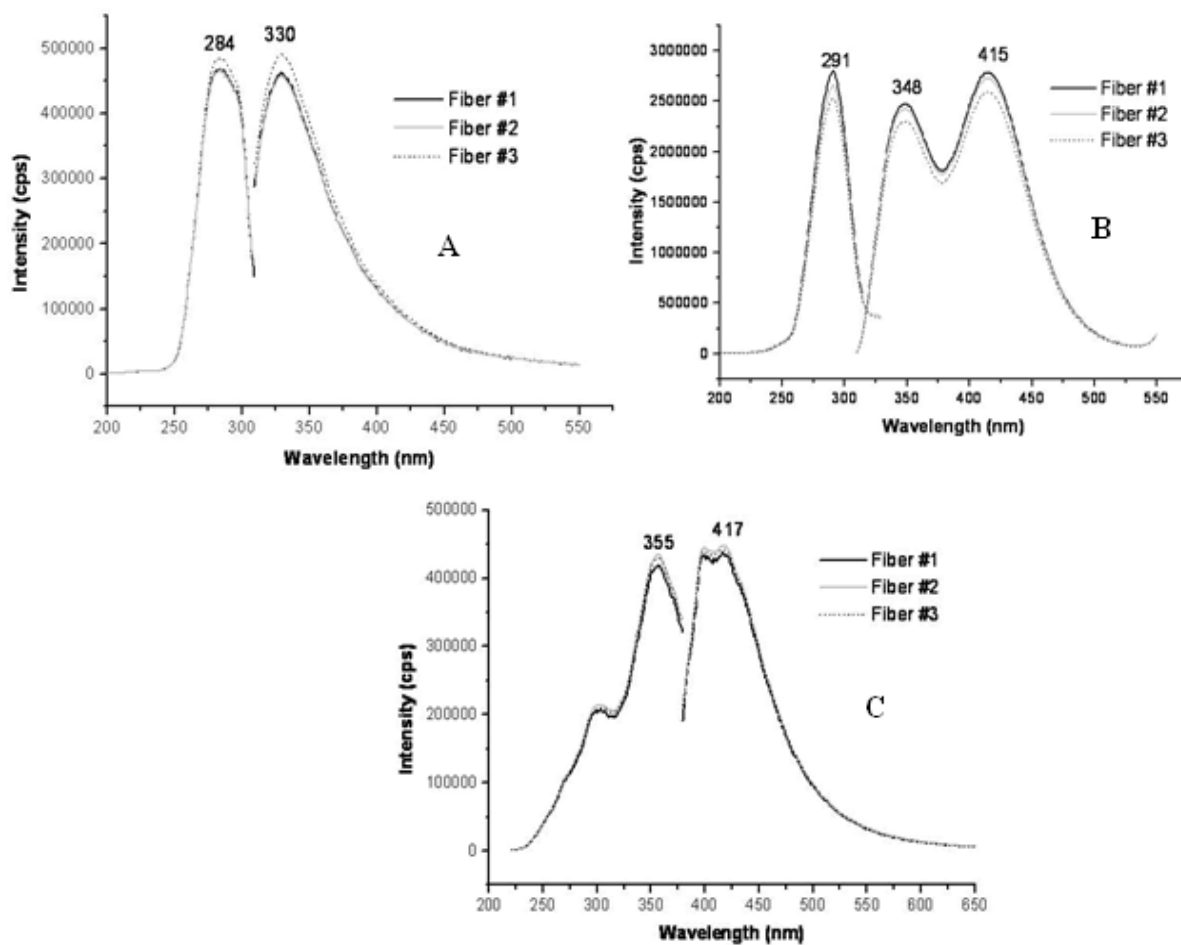 284
330
500000
400000
300000
200000
100000
0
Intensity (cps)
Fiber #1
Fiber #2
Fiber #3
A
200 250 300 350 400 450 500 550
Wavelength (nm)
291
348
415
3000000
2500000
2000000
1500000
1000000
500000
0
Intensity (cps)
Fiber #1
Fiber #2
Fiber #3
B
200 250 300 350 400 450 500 550
Wavelength (nm)
355
417
500000
400000
300000
200000
100000
0
Intensity (cps)
Fiber #1
Fiber #2
Fiber #3
C
200 250 300 350 400 450 500 550 600 650
Wavelength (nm)